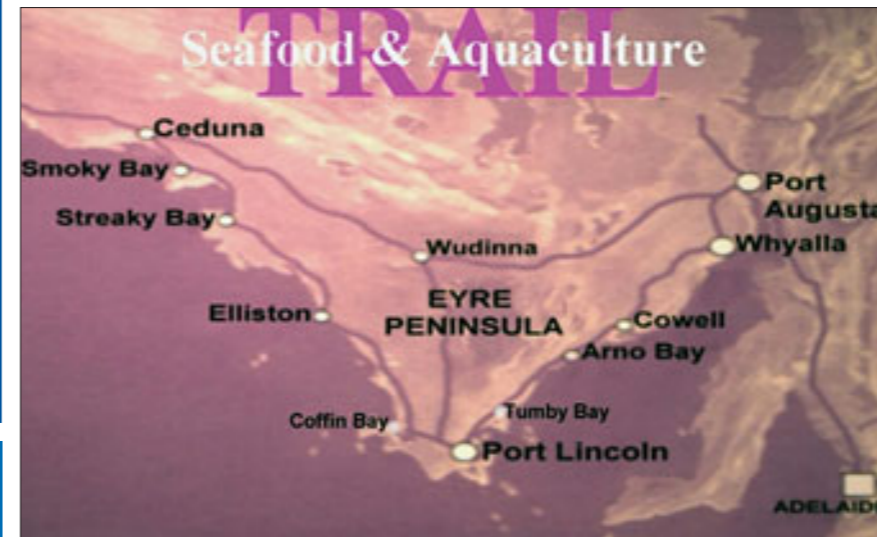 TRAIL
Seafood & Aquaculture
Ceduna
Smoky Bay
Streaky Bay
Port
Augusta
Whyalla
Wudinna
EYRE
PENINSULA
Elliston
Cowell
Arno Bay
Coffin Bay
Tumby Bay
Port Lincoln
ADELAIDE